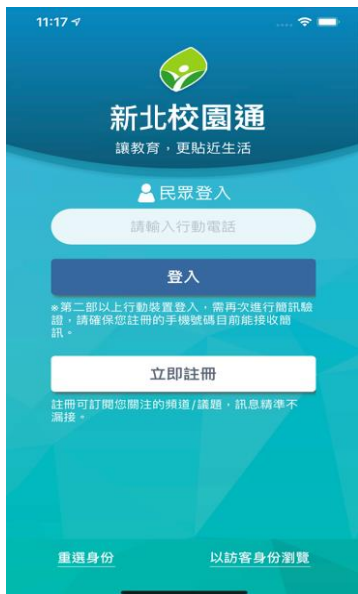 11:17
新北校園通
讓教育，更貼近生活
民眾登入
請輸入行動電話
登入
※第二部以上行動裝置登入，需再次進行簡訊驗
證，請確保您註冊的手機號碼目前能接收簡
訊。
立即註冊
註冊可訂閱您關注的頻道/議題，訊息精準不
漏接。
重選身份
以訪客身份瀏覽